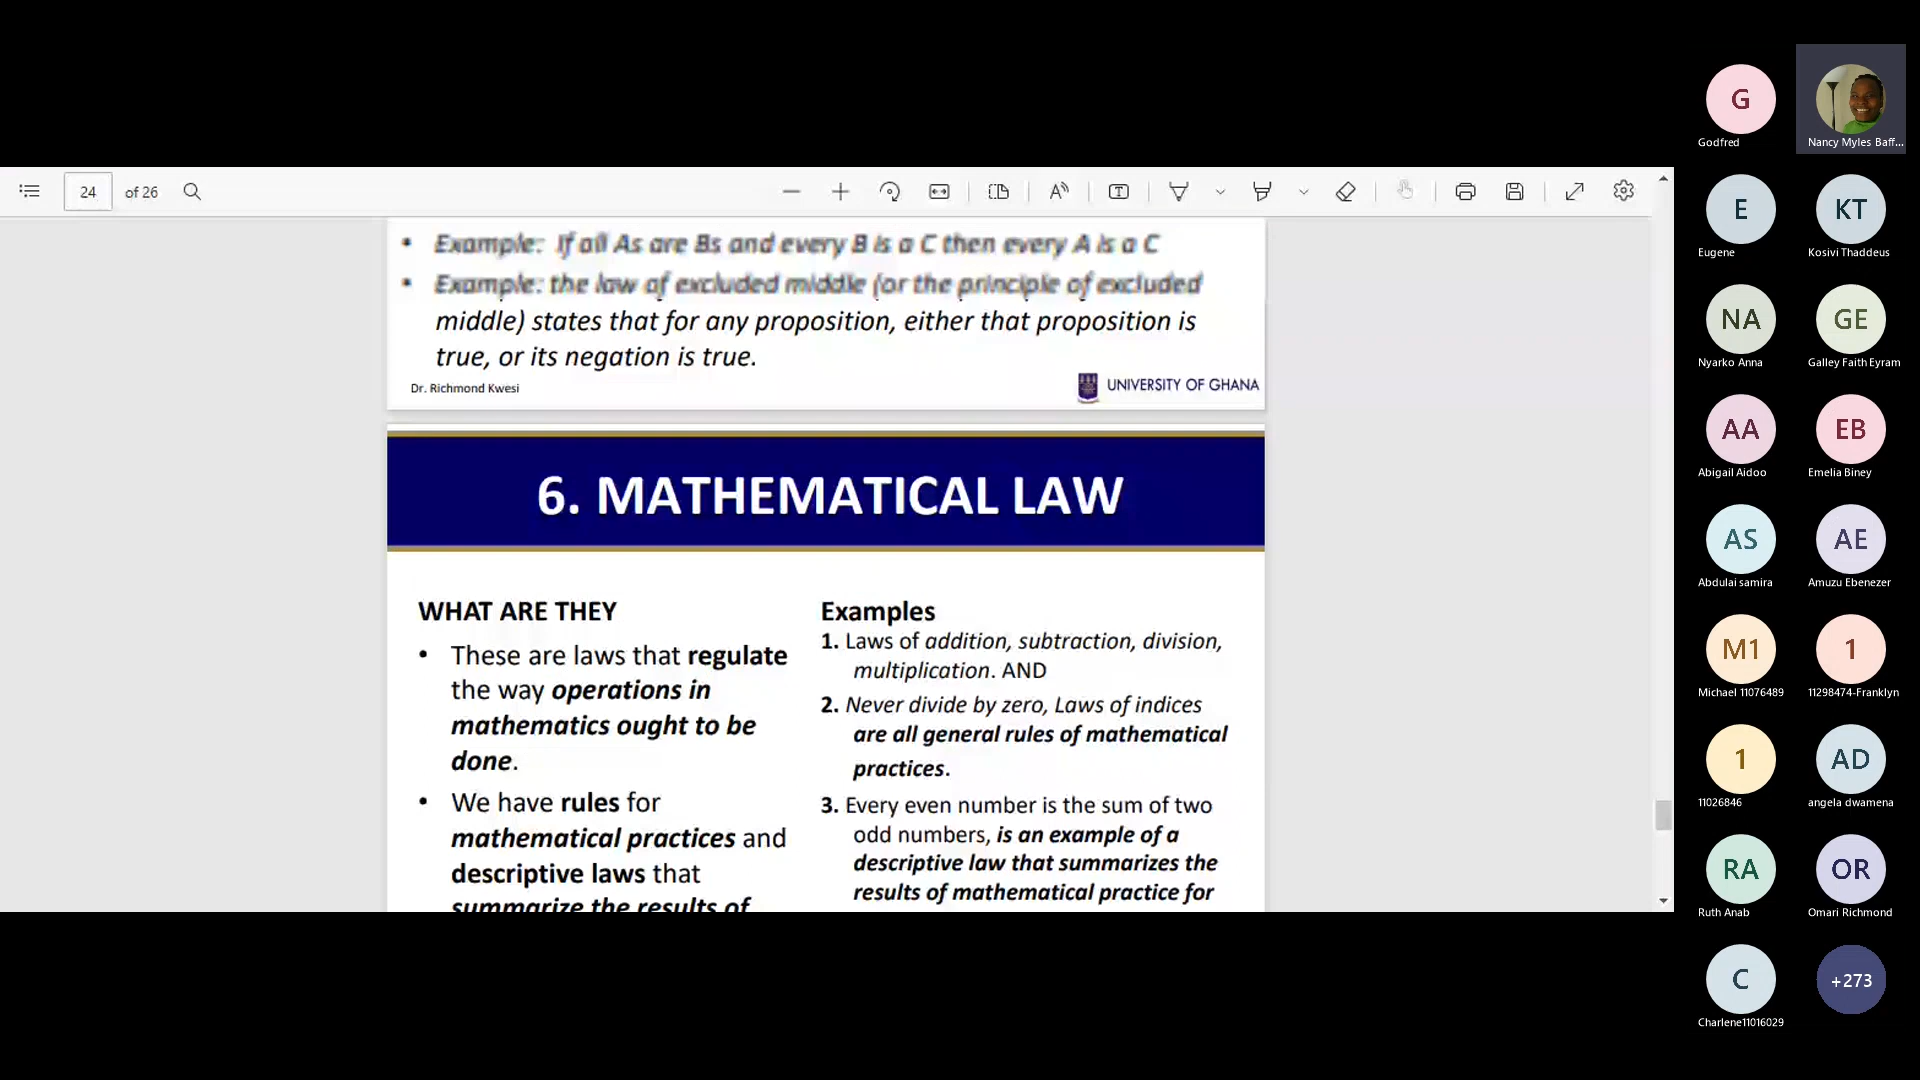 24 of 26
• Example: If all As are Bs and every B is a C then every A is a C
• Example: the law of excluded middle (or the principle of excluded
middle) states that for any proposition, either that proposition is
true, or its negation is true.
Dr. Richmond Kwesi
UNIVERSITY OF GHANA
6. MATHEMATICAL LAW
WHAT ARE THEY
• These are laws that regulate
the way operations in
mathematics ought to be
done.
• We have rules for
mathematical practices and
descriptive laws that
summarize the results of
Examples
1. Laws of addition, subtraction, division,
multiplication. AND
2. Never divide by zero, Laws of indices
are all general rules of mathematical
practices.
3. Every even number is the sum of two
odd numbers, is an example of a
descriptive law that summarizes the
results of mathematical practice for
G
Godfred
Nancy Myles Baff...
E
Eugene
KT
Kosivi Thaddeus
NA
Nyarko Anna
GE
Galley Faith Eyram
AA
Abigail Aidoo
EB
Emelia Biney
AS
Abdulai samira
AE
Amuzu Ebenezer
M1
Michael 11076489
1
11298474-Franklyn
1
11026846
AD
angela dwamena
RA
Ruth Anab
OR
Omari Richmond
C
Charlene11016029
+273